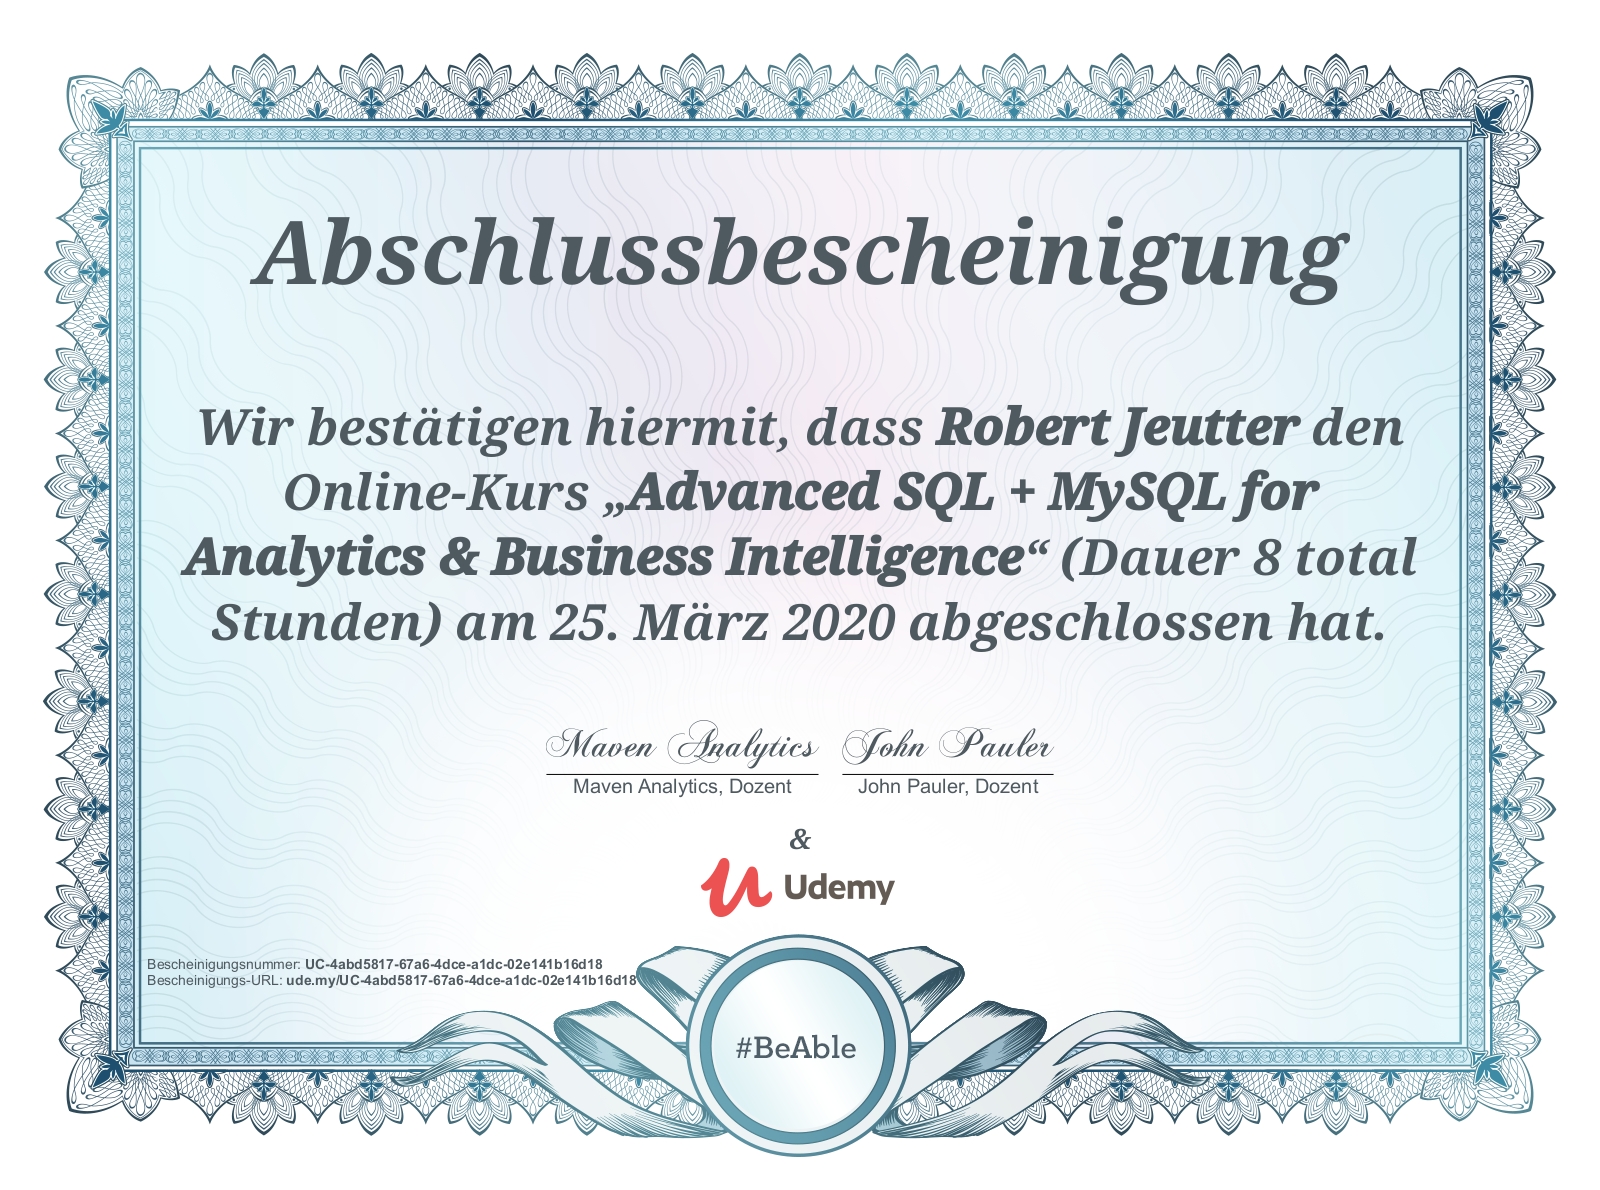 Abschlussbescheinigung
Wir bestätigen hiermit, dass Robert Jeutter den
Online-Kurs „Advanced SQL + MySQL for
Analytics & Business Intelligence“ (Dauer 8 total
Stunden) am 25. März 2020 abgeschlossen hat.
Maven Analytics John Pauler
Maven Analytics, Dozent John Pauler, Dozent
&
Udemy
Bescheinigungsnummer: UC-4abd5817-67a6-4dce-a1dc-02e141b16d18
Bescheinigungs-URL: ude.my/UC-4abd5817-67a6-4dce-a1dc-02e141b16d18
#BeAble